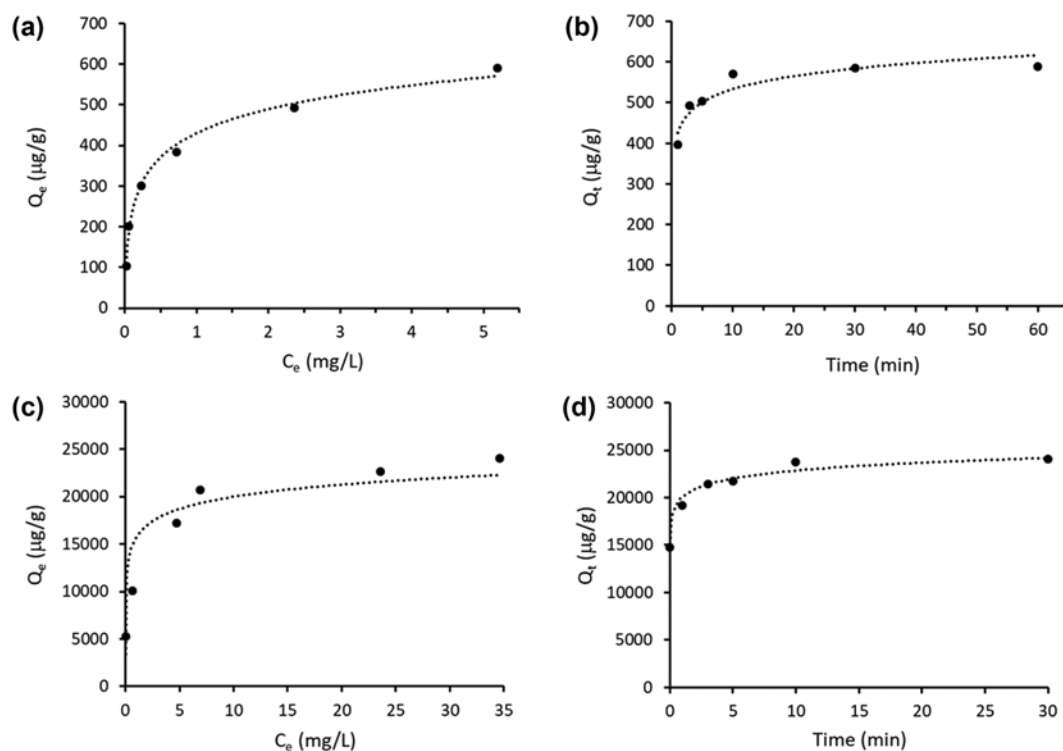 (a)
700
600
500
400
300
200
100
0
Qe (µg/g)
0 1 2 3 4 5
Ce (mg/L)
(b)
700
600
500
400
300
200
100
0
Qt (µg/g)
0 10 20 30 40 50 60
Time (min)
(c)
30000
25000
20000
15000
10000
5000
0
Qe (µg/g)
0 5 10 15 20 25 30 35
Ce (mg/L)
(d)
30000
25000
20000
15000
10000
5000
0
Qt (µg/g)
0 5 10 15 20 25 30
Time (min)